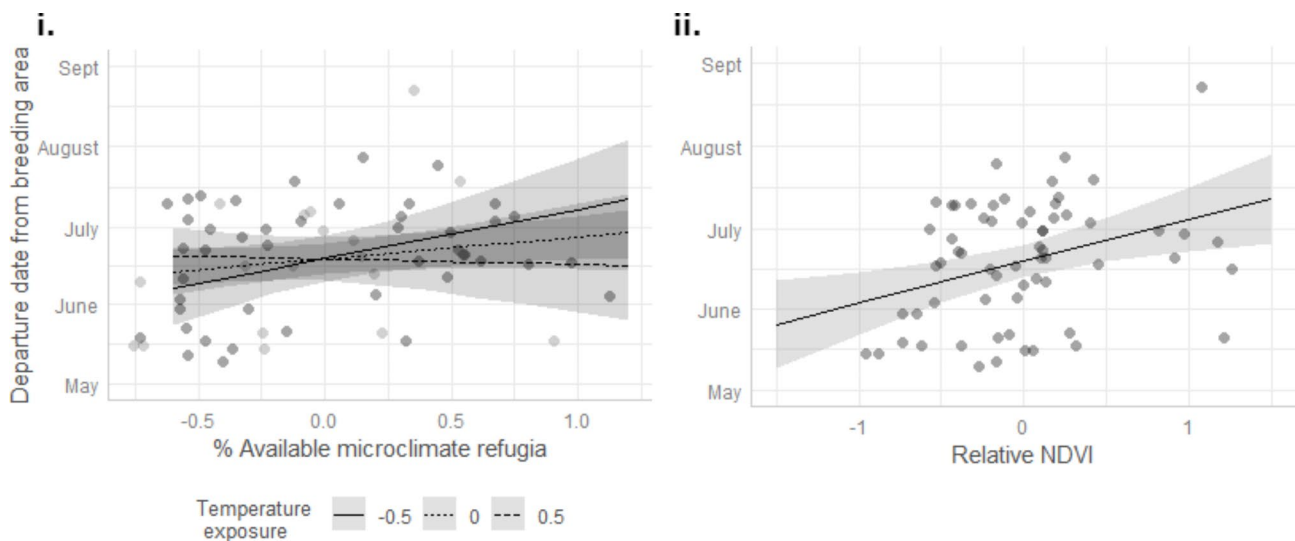 i.
Departure date from breeding area
Sept
August
July
June
May
-0.5
0.0
0.5
1.0
% Available microclimate refugia
Temperature
exposure
-0.5
0
0.5
ii.
Sept
August
July
June
May
-1
0
1
Relative NDVI